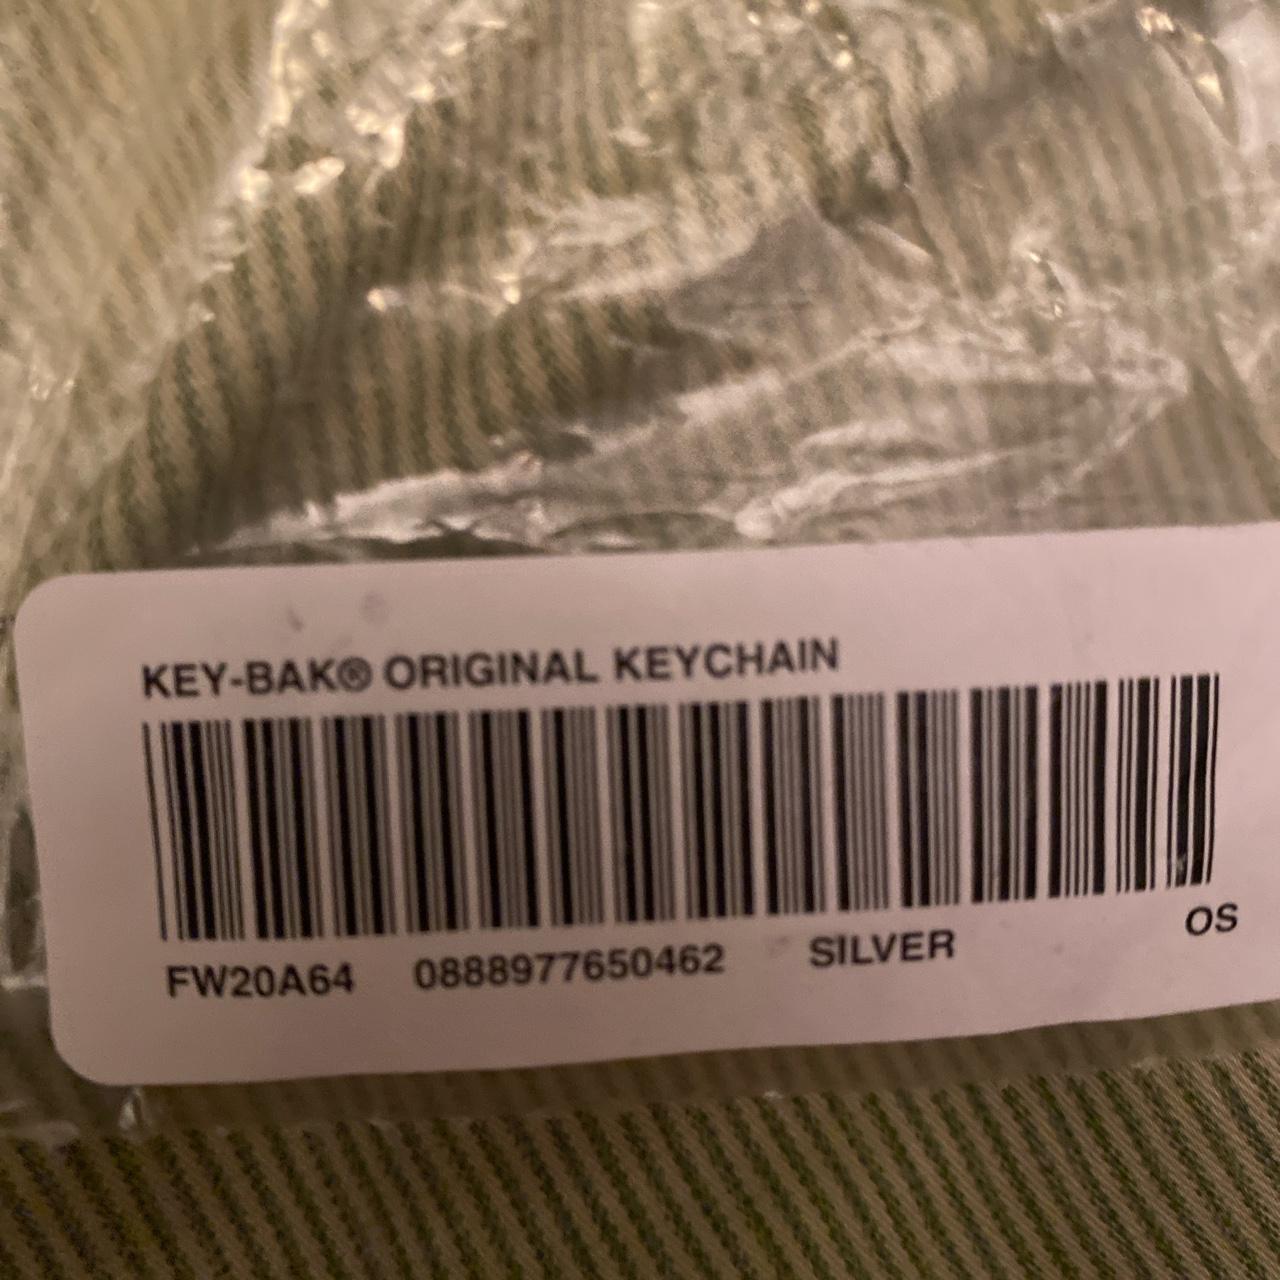 KEY-BAK® ORIGINAL KEYCHAIN
FW20A64 0888977650462 SILVER OS